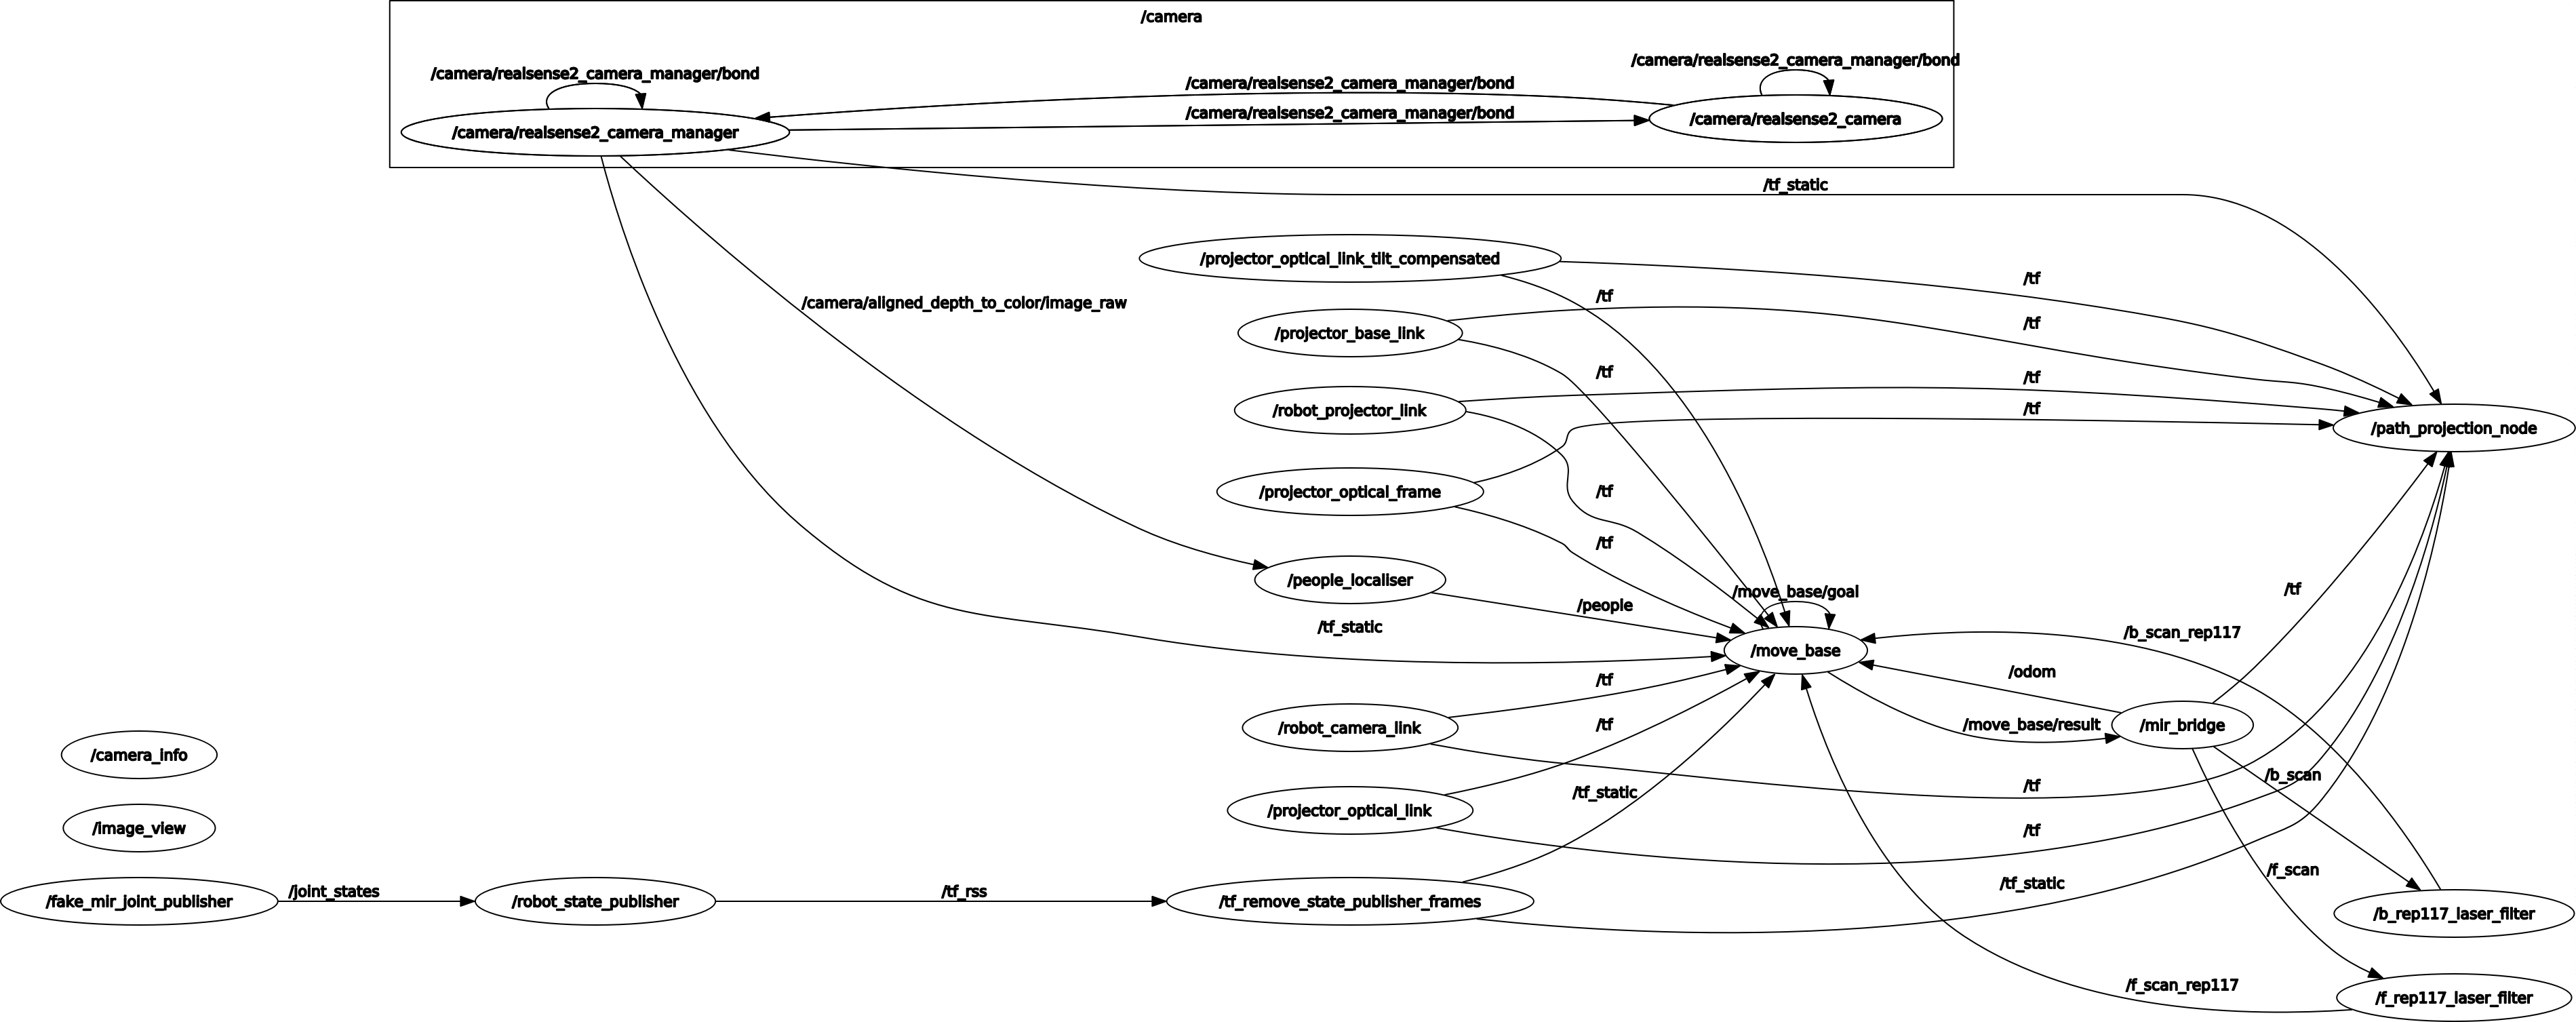 /camera
/camera/realsense2_camera_manager/bond
/camera/realsense2_camera_manager/bond
/camera/realsense2_camera_manager/bond
/camera/realsense2_camera_manager/bond
/camera/realsense2_camera_manager
/camera/realsense2_camera
/tf_static
/projector_optical_link_tilt_compensated
/tf
/tf
/camera/aligned_depth_to_color/image_raw
/projector_base_link
/tf
/tf
/tf
/robot_projector_link
/tf
/path_projection_node
/projector_optical_frame
/tf
/tf
/people_localiser
/move_base/goal
/tf
/people
/tf_static
/b_scan_rep117
/move_base
/odom
/tf
/robot_camera_link
/tf
/move_base/result
/mir_bridge
/camera_info
/b_scan
/tf
/tf_static
/projector_optical_link
/image_view
/tf
/f_scan
/tf_static
/joint_states
/tf_rss
/fake_mir_joint_publisher
/robot_state_publisher
/tf_remove_state_publisher_frames
/b_rep117_laser_filter
/f_scan_rep117
/f_rep117_laser_filter